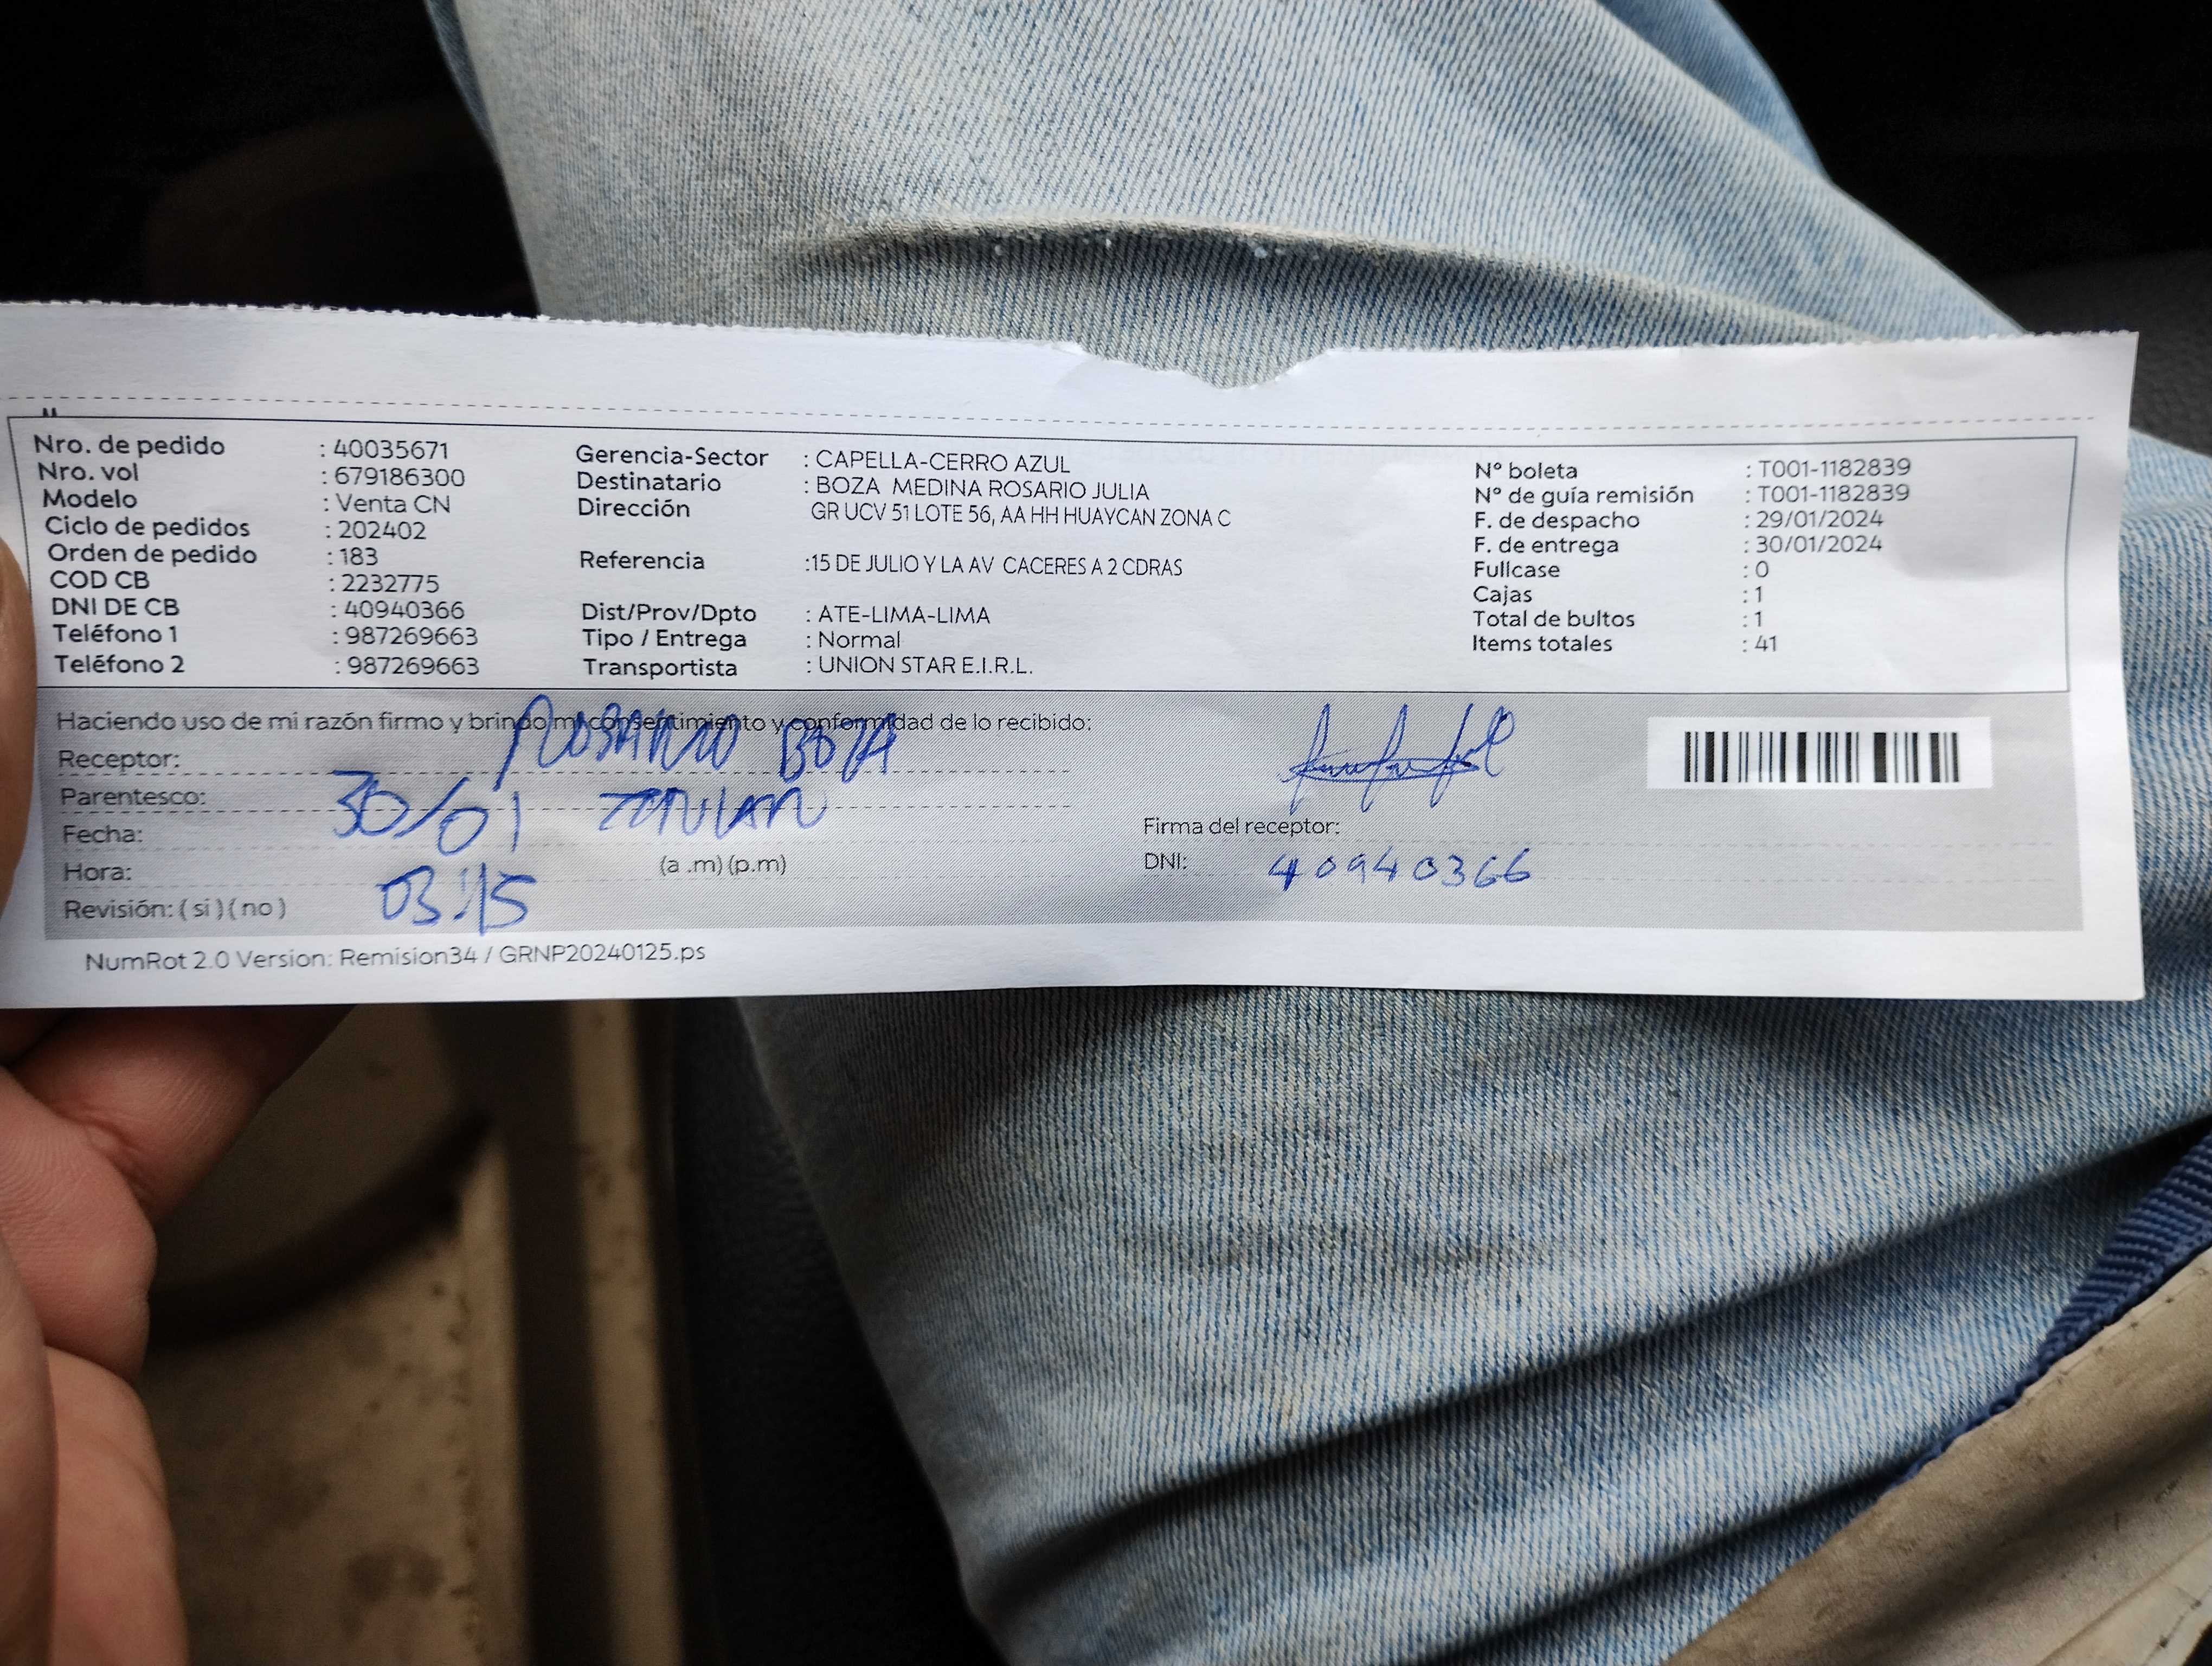 Nro. de pedido : 40035671
Nro. vol : 679186300
Modelo : Venta CN
Ciclo de pedidos : 202402
Orden de pedido : 183
COD CB : 2232775
DNI DE CB : 40940366
Teléfono 1 : 987269663
Teléfono 2 : 987269663
Gerencia-Sector : CAPELLA-CERRO AZUL
Destinatario : BOZA MEDINA ROSARIO JULIA
Dirección GR UCV 51 LOTE 56, AA HH HUAYCAN ZONA C
Referencia :15 DE JULIO Y LA AV CACERES A 2 CDRAS
Dist/Prov/Dpto : ATE-LIMA-LIMA
Tipo / Entrega : Normal
Transportista : UNION STAR E.I.R.L.
N° boleta : T001-1182839
N° de guía remisión : T001-1182839
F. de despacho : 29/01/2024
F. de entrega : 30/01/2024
Fullcase : 0
Cajas : 1
Total de bultos : 1
Items totales : 41
Haciendo uso de mi razón firmo y brindo mi consentimiento y conformidad de lo recibido:
Receptor: ROSARIO BOZA
Parentesco:
Fecha: 30/01
Hora: 03:15 (a .m) (p.m)
Revisión: ( si ) ( no )
Firma del receptor:
DNI: 40940366
NumRot 2.0 Version: Remision34 / GRNP20240125.ps